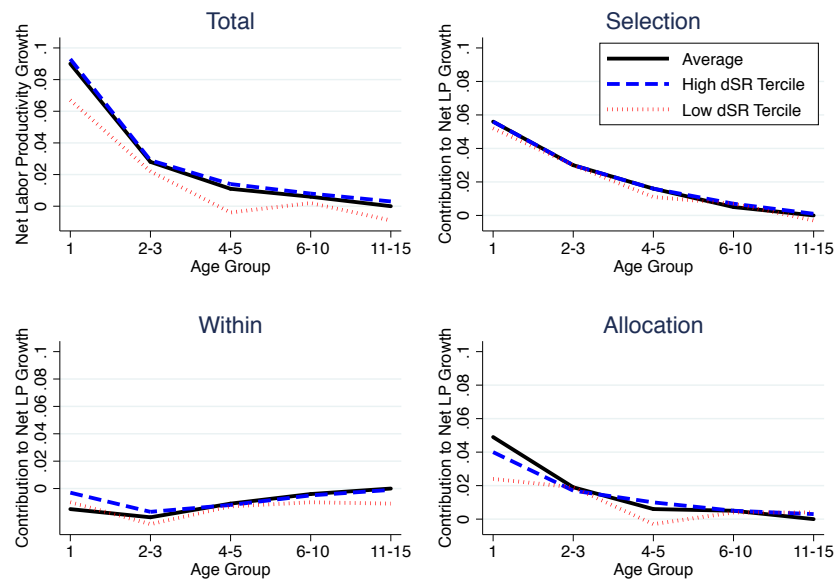 Total
Net Labor Productivity Growth
.1
.08
.06
.04
.02
0
1
2-3
4-5
6-10
11-15
Age Group
Selection
Contribution to Net LP Growth
.1
.08
.06
.04
.02
0
Average
High dSR Tercile
Low dSR Tercile
1
2-3
4-5
6-10
11-15
Age Group
Within
Contribution to Net LP Growth
.1
.08
.06
.04
.02
0
1
2-3
4-5
6-10
11-15
Age Group
Allocation
Contribution to Net LP Growth
.1
.08
.06
.04
.02
0
1
2-3
4-5
6-10
11-15
Age Group